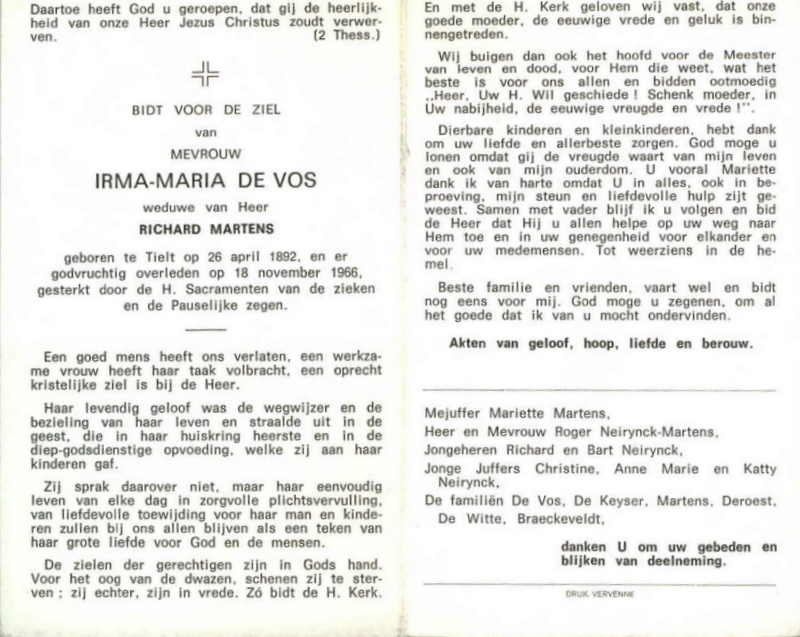 Daartoe heeft God u geroepen, dat gij de heerlijk-
heid van onze Heer Jezus Christus zoudt verwer-
ven. (2 Thess.)
BIDT VOOR DE ZIEL
van
MEVROUW
IRMA-MARIA DE VOS
weduwe van Heer
RICHARD MARTENS
geboren te Tielt op 26 april 1892, en er
godvruchtig overleden op 18 november 1966,
gesterkt door de H. Sacramenten van de zieken
en de Pauselijke zegen.
Een goed mens heeft ons verlaten, een werkza-
me vrouw heeft haar taak volbracht, een oprecht
kristelijke ziel is bij de Heer.
Haar levendig geloof was de wegwijzer en de
bezieling van haar leven en straalde uit in de
geest, die in haar huiskring heerste en in de
diep-godsdienstige opvoeding, welke zij aan haar
kinderen gaf.
Zij sprak daarover niet, maar haar eenvoudig
leven van elke dag in zorgvolle plichtsvervulling,
van liefdevolle toewijding voor haar man en kinde-
ren zullen bij ons allen blijven als een teken van
haar grote liefde voor God en de mensen.
De zielen der gerechtigen zijn in Gods hand.
Voor het oog van de dwazen, schenen zij te ster-
ven ; zij echter, zijn in vrede. Zó bidt de H. Kerk.
En met de H. Kerk geloven wij vast, dat onze
goede moeder, de eeuwige vrede en geluk is bin-
nengetreden.
Wij buigen dan ook het hoofd voor de Meester
van leven en dood, voor Hem die weet, wat het
beste is voor ons allen en bidden ootmoedig
„Heer, Uw H. Wil geschiede ! Schenk moeder, in
Uw nabijheid, de eeuwige vreugde en vrede !".
Dierbare kinderen en kleinkinderen, hebt dank
om uw liefde en allerbeste zorgen. God moge u
lonen omdat gij de vreugde waart van mijn leven
en ook van mijn ouderdom. U vooral Mariette
dank ik van harte omdat U in alles, ook in be-
proeving, mijn steun en liefdevolle hulp zijt ge-
weest. Samen met vader blijf ik u volgen en bid
de Heer dat Hij u allen helpe op uw weg naar
Hem toe en in uw genegenheid voor elkander en
voor uw medemensen. Tot weerziens in de he-
mel.
Beste familie en vrienden, vaart wel en bidt
nog eens voor mij. God moge u zegenen, om al
het goede dat ik van u mocht ondervinden.
Akten van geloof, hoop, liefde en berouw.
Mejuffer Mariette Martens,
Heer en Mevrouw Roger Neirynck-Martens,
Jongeheren Richard en Bart Neirynck,
Jonge Juffers Christine, Anne Marie en Katty
Neirynck,
De familiën De Vos, De Keyser, Martens, Deroest,
De Witte, Braeckeveldt,
danken U om uw gebeden en
blijken van deelneming.
DRUK VERVENNE